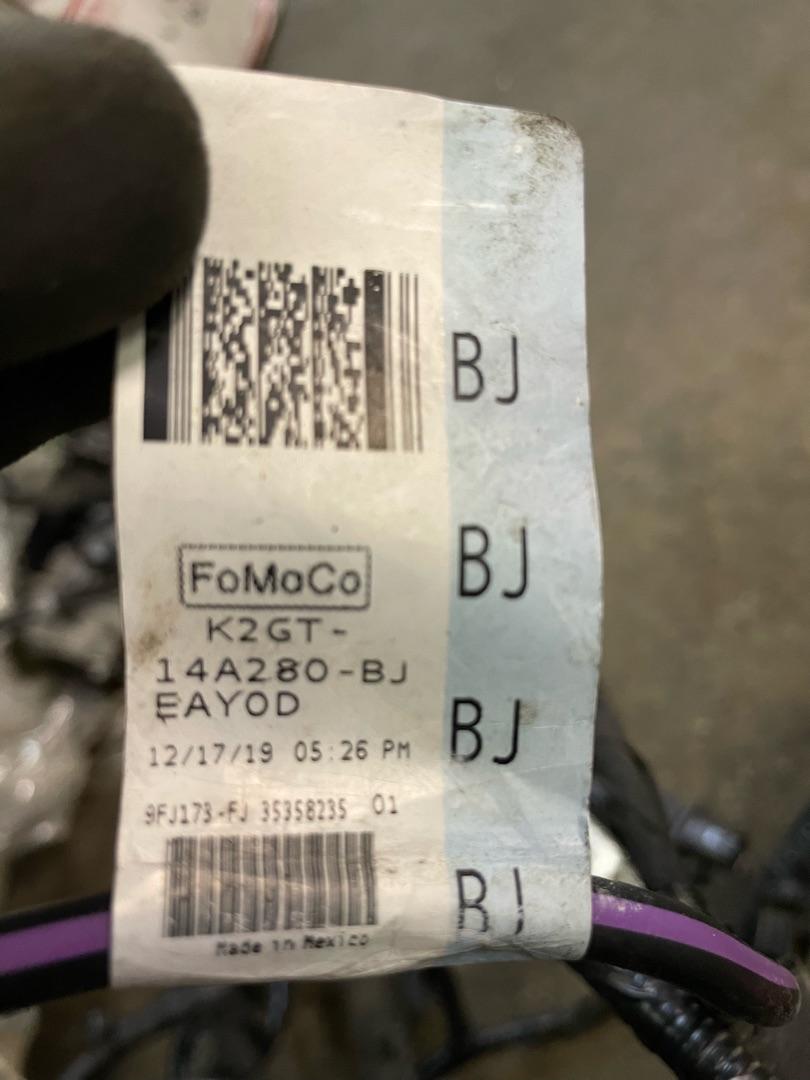 FoMoCo
K2GT-
14A280-BJ
EAYOD
12/17/19 05:26 PM
9FJ173-FJ 35358235 01
Made in Mexico
BJ
BJ
BJ
BJ